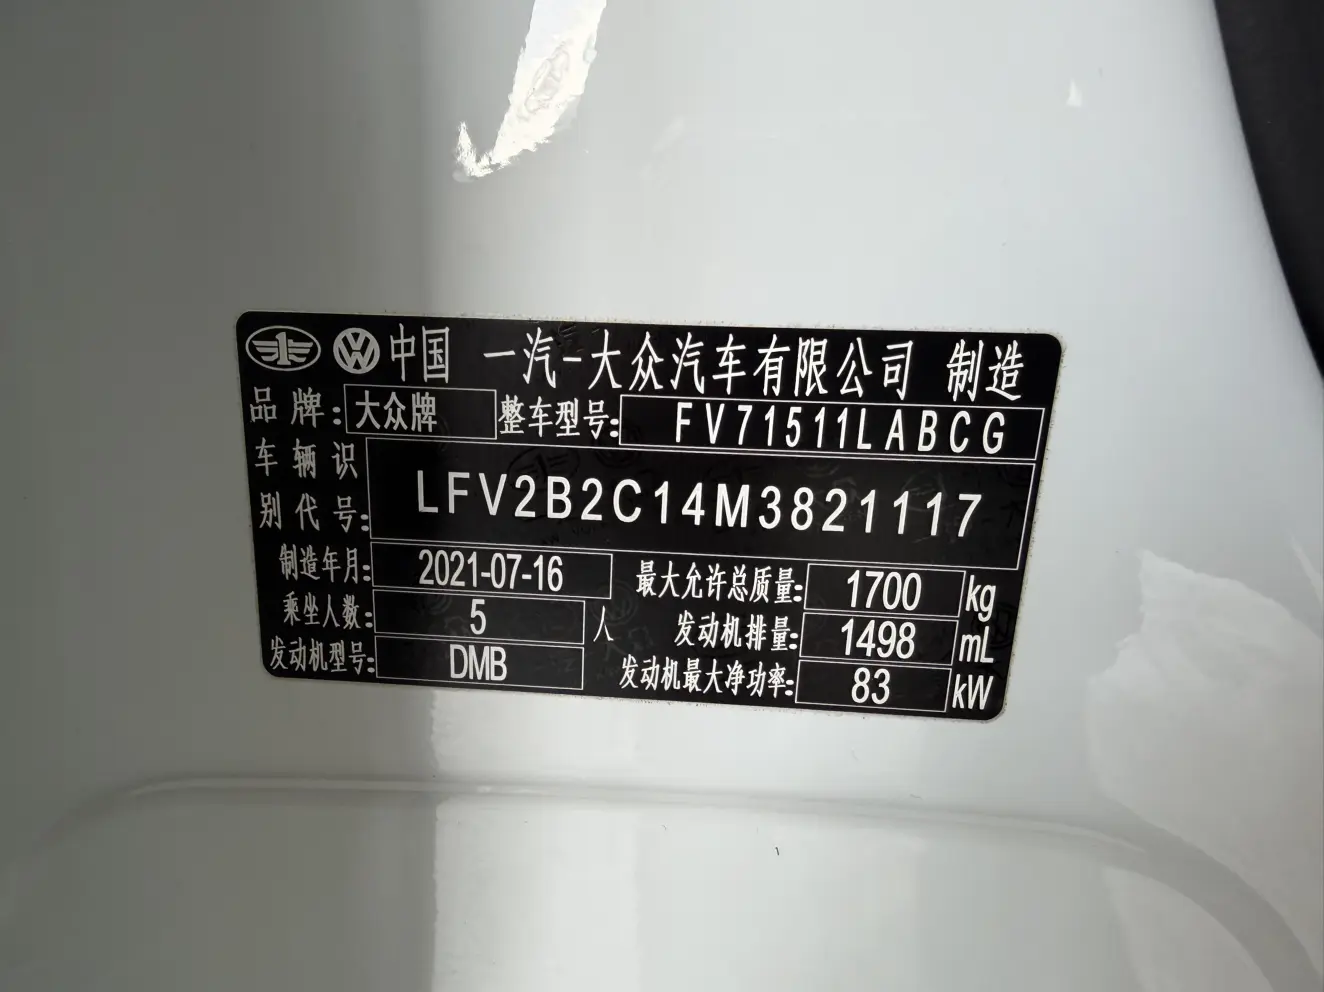 中国 一汽-大众汽车有限公司 制造
品牌: 大众牌 整车型号: FV71511LABCG
车辆识别代号: LFV2B2C14M3821117
制造年月: 2021-07-16 最大允许总质量: 1700 kg
乘坐人数: 5 人 发动机排量: 1498 mL
发动机型号: DMB 发动机最大净功率: 83 kW